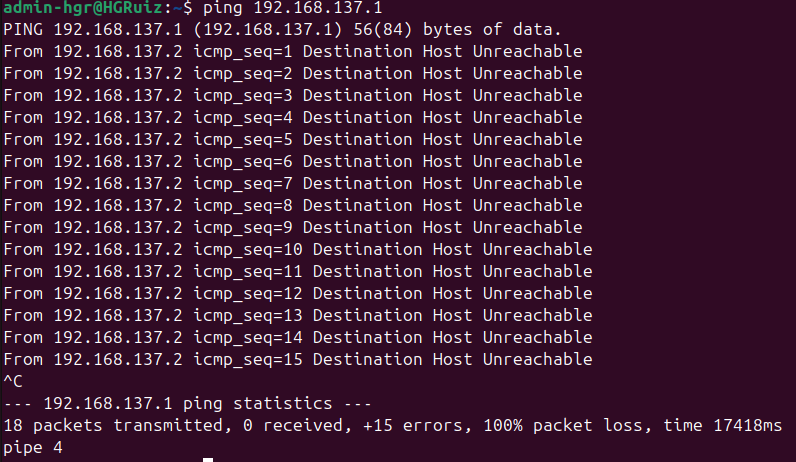 admin-hgr@HGRuiz:~$ ping 192.168.137.1
PING 192.168.137.1 (192.168.137.1) 56(84) bytes of data.
From 192.168.137.2 icmp_seq=1 Destination Host Unreachable
From 192.168.137.2 icmp_seq=2 Destination Host Unreachable
From 192.168.137.2 icmp_seq=3 Destination Host Unreachable
From 192.168.137.2 icmp_seq=4 Destination Host Unreachable
From 192.168.137.2 icmp_seq=5 Destination Host Unreachable
From 192.168.137.2 icmp_seq=6 Destination Host Unreachable
From 192.168.137.2 icmp_seq=7 Destination Host Unreachable
From 192.168.137.2 icmp_seq=8 Destination Host Unreachable
From 192.168.137.2 icmp_seq=9 Destination Host Unreachable
From 192.168.137.2 icmp_seq=10 Destination Host Unreachable
From 192.168.137.2 icmp_seq=11 Destination Host Unreachable
From 192.168.137.2 icmp_seq=12 Destination Host Unreachable
From 192.168.137.2 icmp_seq=13 Destination Host Unreachable
From 192.168.137.2 icmp_seq=14 Destination Host Unreachable
From 192.168.137.2 icmp_seq=15 Destination Host Unreachable
^C
--- 192.168.137.1 ping statistics ---
18 packets transmitted, 0 received, +15 errors, 100% packet loss, time 17418ms
pipe 4